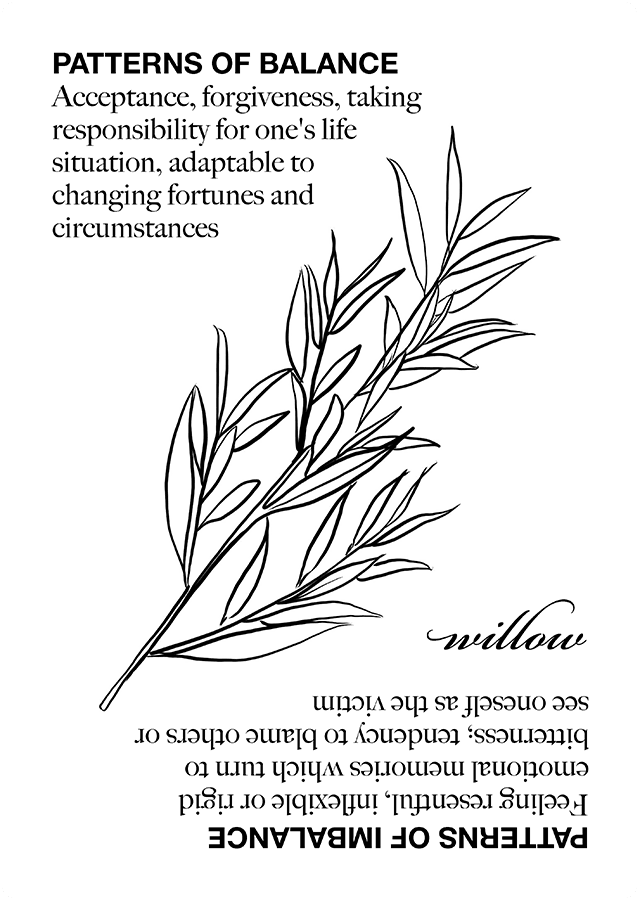 PATTERNS OF BALANCE
Acceptance, forgiveness, taking
responsibility for one's life
situation, adaptable to
changing fortunes and
circumstances
willow
PATTERNS OF IMBALANCE
Feeling resentful, inflexible or rigid
emotional memories which turn to
bitterness; tendency to blame others or
see oneself as the victim